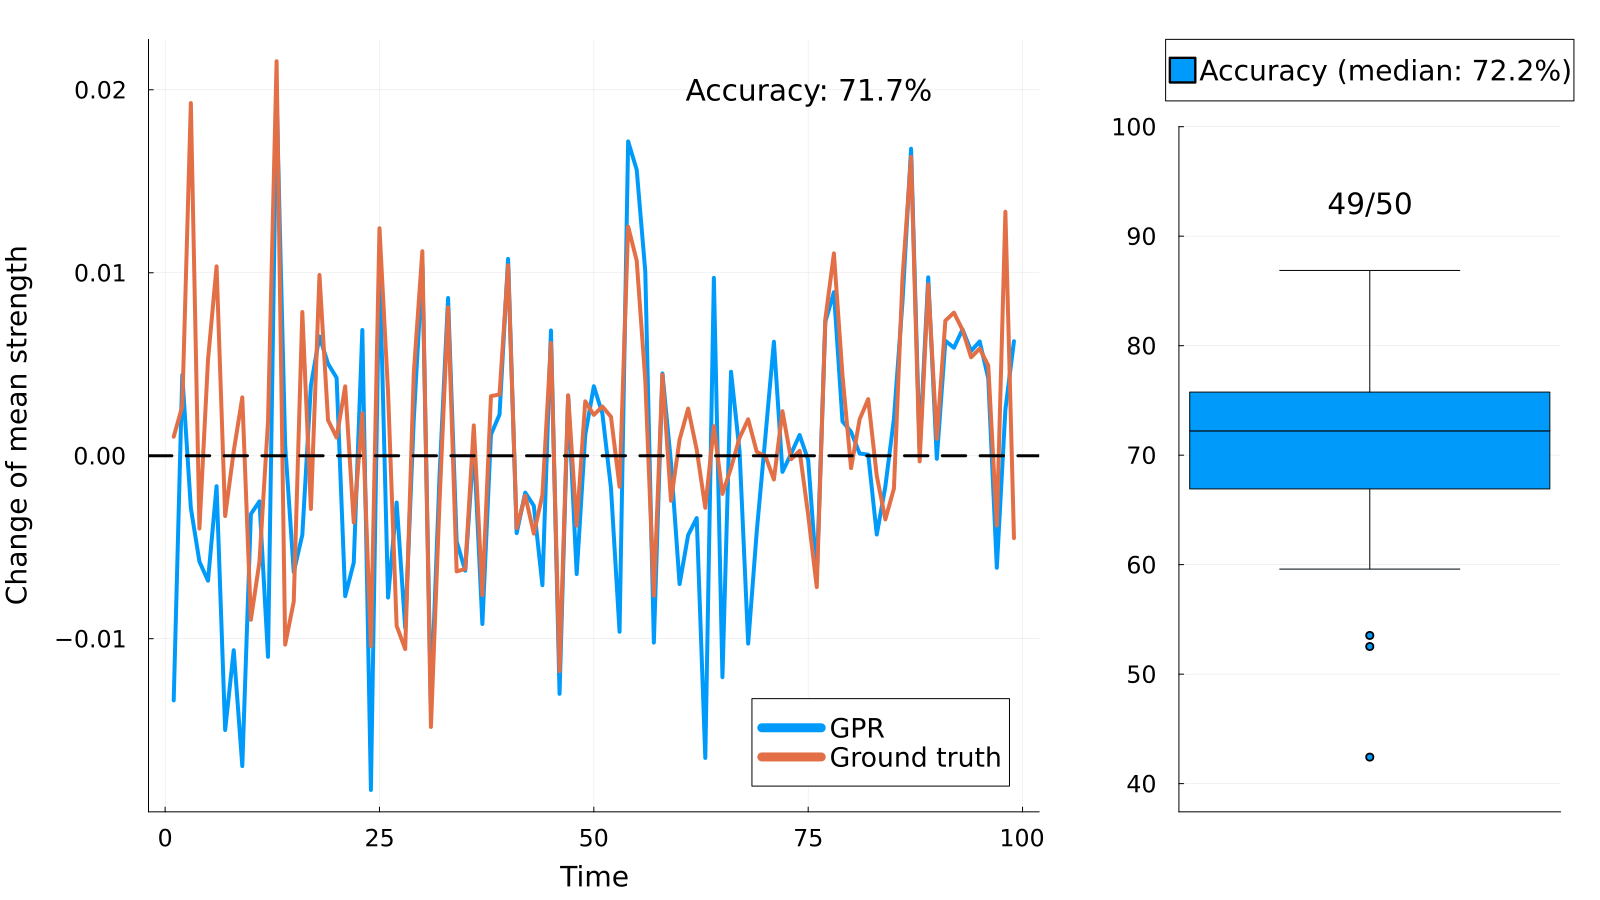 Change of mean strength
0.02
0.01
0.00
−0.01
Accuracy: 71.7%
GPR
Ground truth
0
25
50
75
100
Time
Accuracy (median: 72.2%)
100
90
80
70
60
50
40
49/50